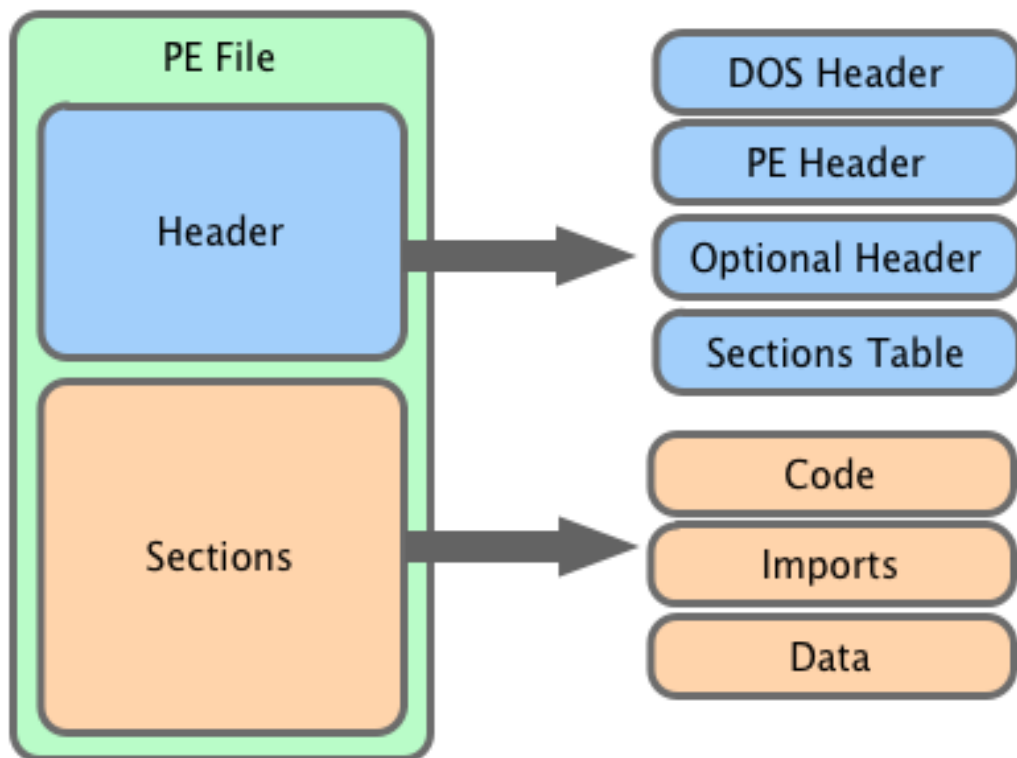 PE File
Header
Sections
DOS Header
PE Header
Optional Header
Sections Table
Code
Imports
Data